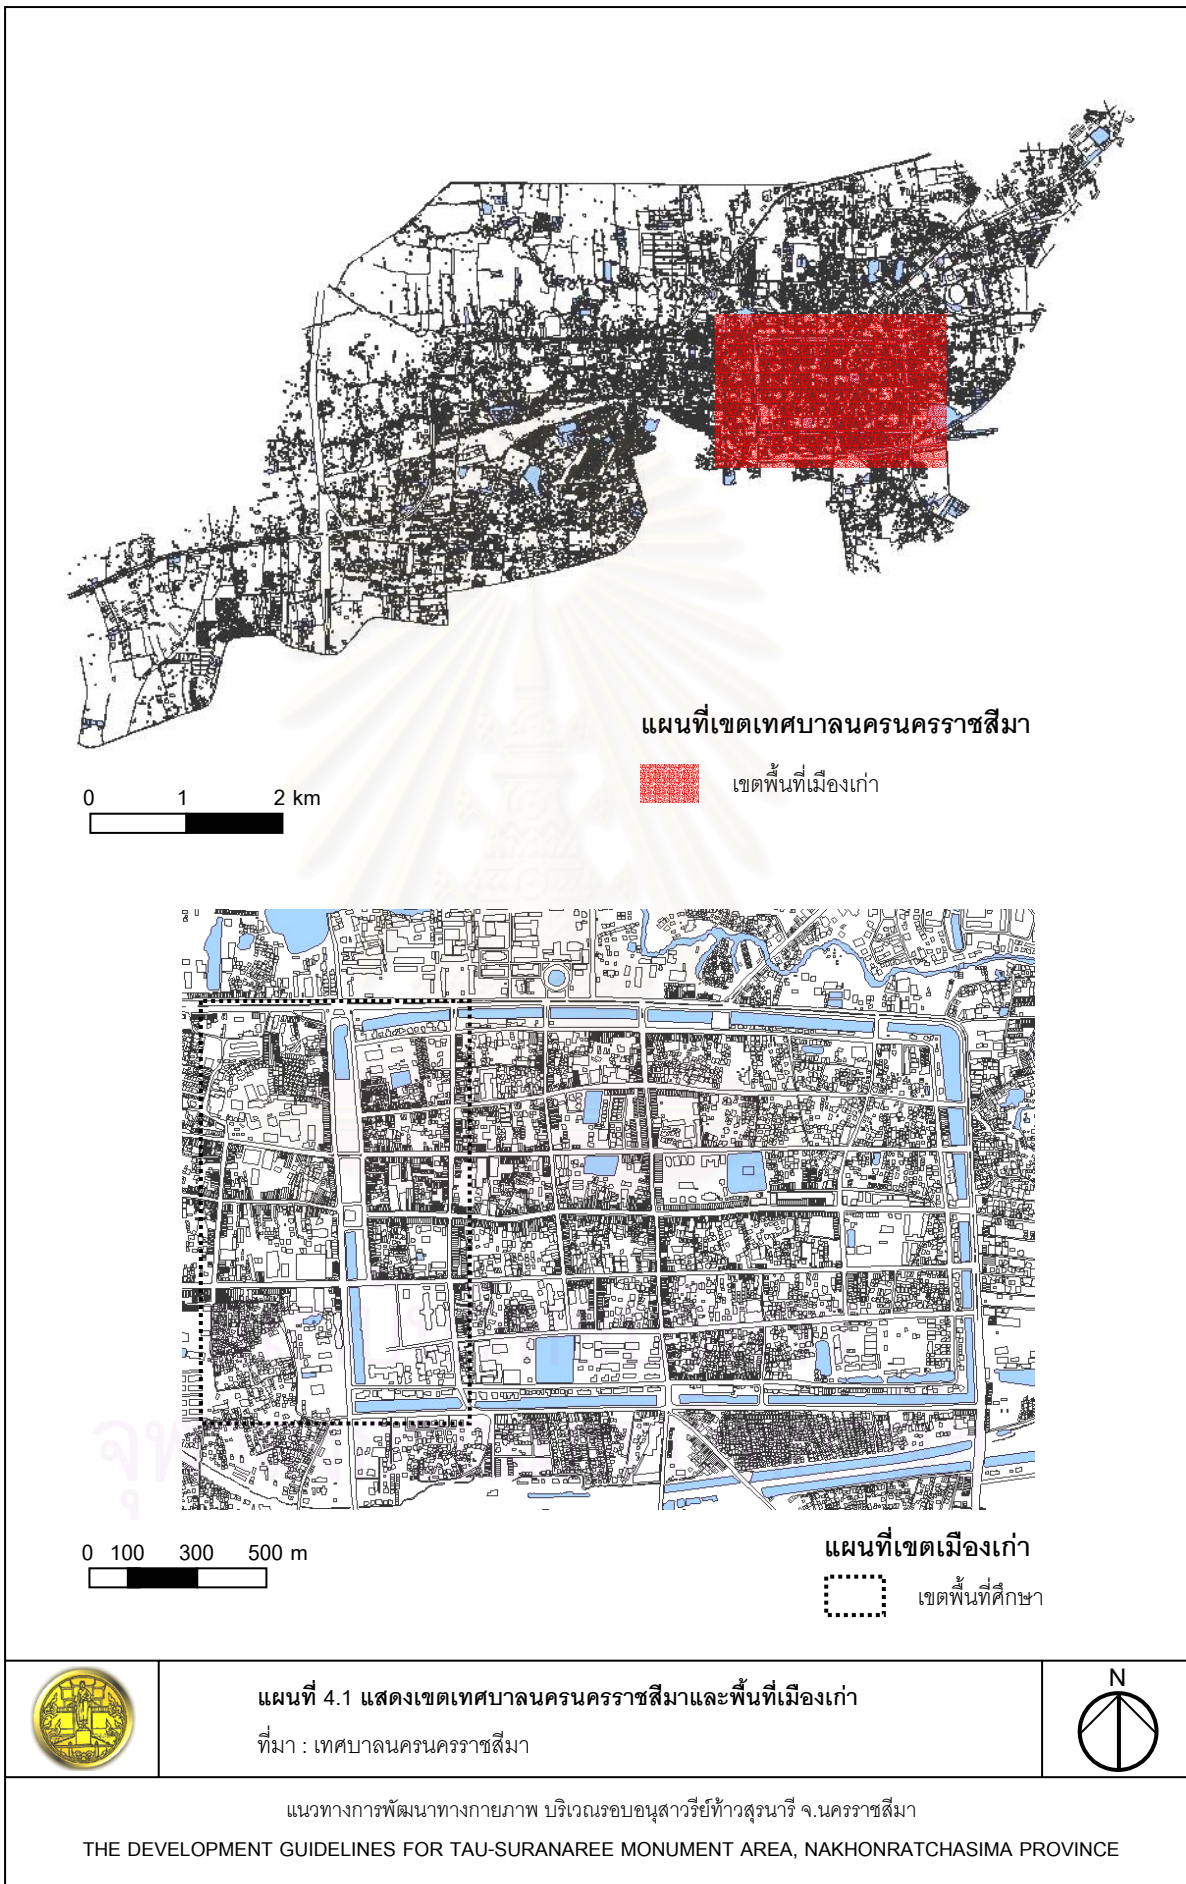 แผนที่เขตเทศบาลนครนครราชสีมา
เขตพื้นที่เมืองเก่า
0 1 2 km
0 100 300 500 m
แผนที่เขตเมืองเก่า
เขตพื้นที่ศึกษา
แผนที่ 4.1 แสดงเขตเทศบาลนครนครราชสีมาและพื้นที่เมืองเก่า
ที่มา : เทศบาลนครนครราชสีมา
N
แนวทางการพัฒนาทางกายภาพ บริเวณรอบอนุสาวรีย์ท้าวสุรนารี จ.นครราชสีมา
THE DEVELOPMENT GUIDELINES FOR TAU-SURANAREE MONUMENT AREA, NAKHONRATCHASIMA PROVINCE